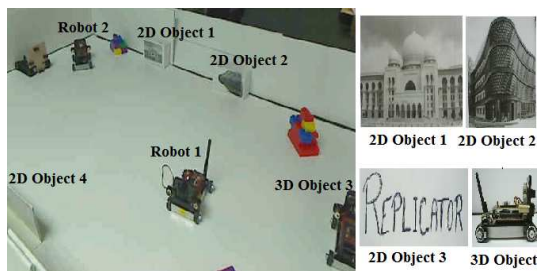 Robot 2
2D Object 1
2D Object 2
Robot 1
2D Object 4
3D Object 3
2D Object 1 2D Object 2
REPLICATOR
2D Object 3
3D Object